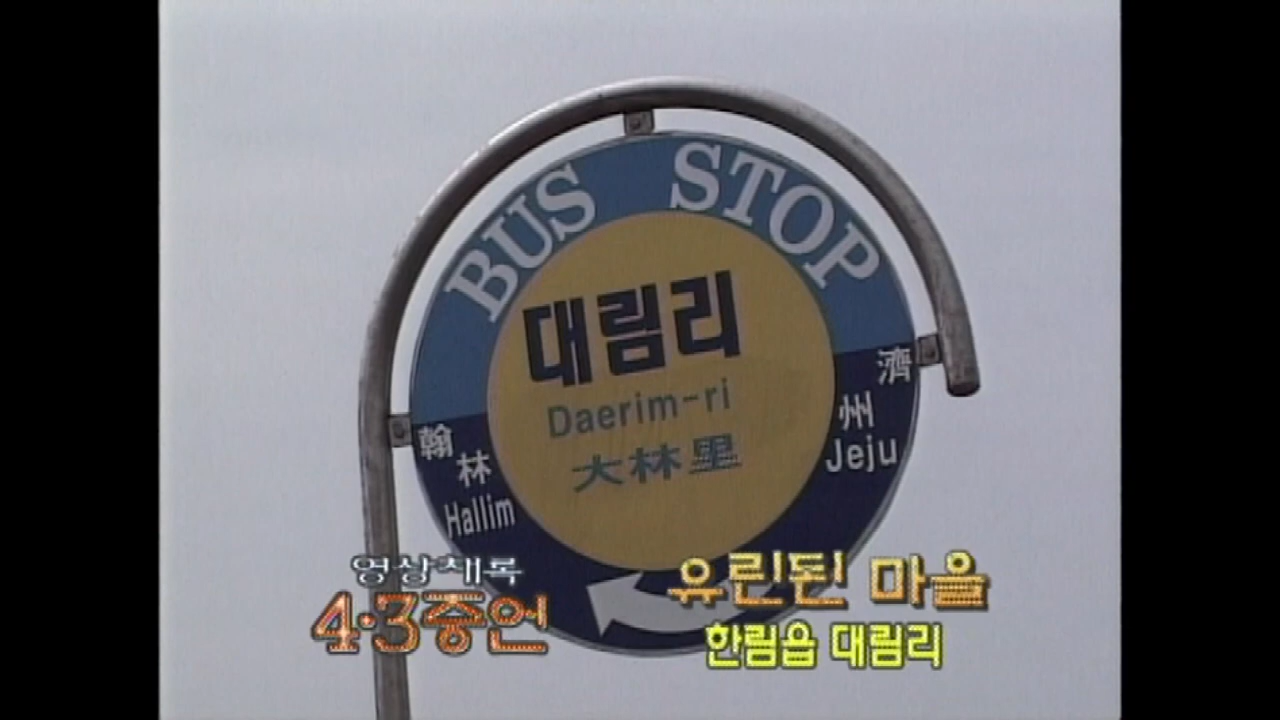 BUS STOP
대림리
Daerim-ri
大林里
翰林
Hallim
濟州
Jeju
영상채록
4·3증언
유린된 마을
한림읍 대림리